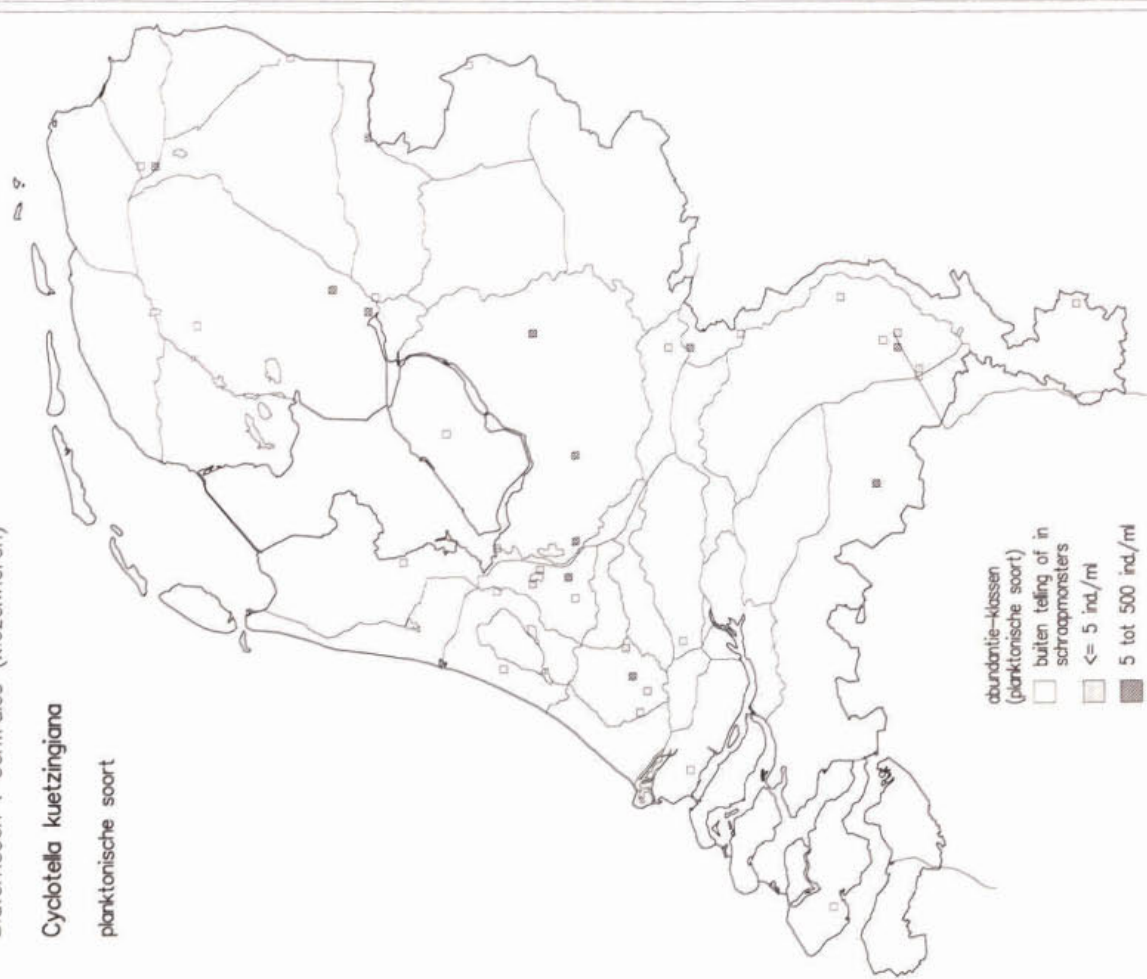 Cyclotella kuetzingiana
planktonische soort
abundantie-klassen
(planktonische soort)
buiten telling of in
schraapmonsters
<= 5 ind./ml
5 tot 500 ind./ml